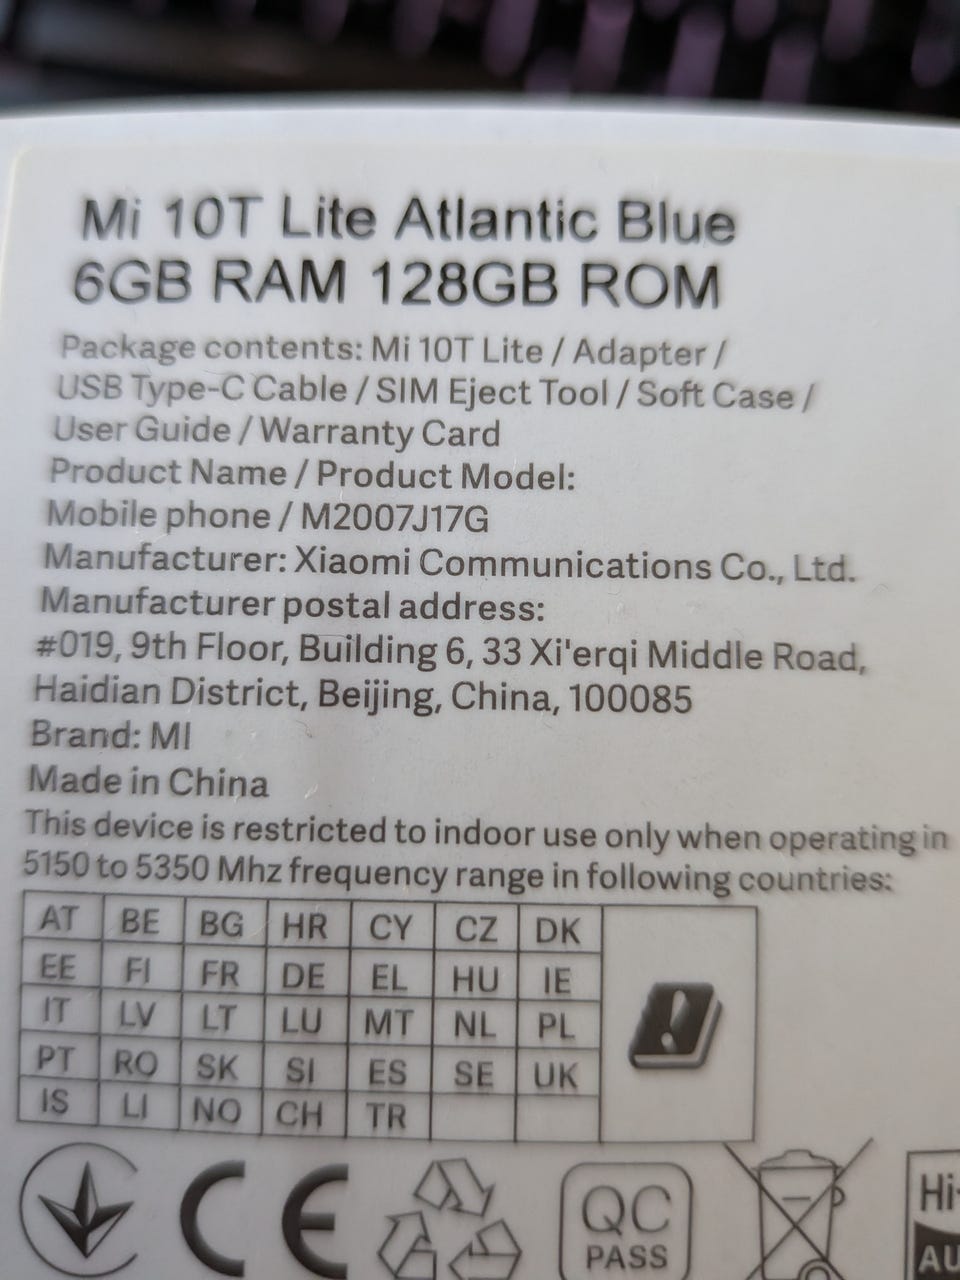 Mi 10T Lite Atlantic Blue
6GB RAM 128GB ROM
Package contents: Mi 10T Lite / Adapter /
USB Type-C Cable / SIM Eject Tool / Soft Case /
User Guide / Warranty Card
Product Name / Product Model:
Mobile phone / M2007J17G
Manufacturer: Xiaomi Communications Co., Ltd.
Manufacturer postal address:
#019, 9th Floor, Building 6, 33 Xi'erqi Middle Road,
Haidian District, Beijing, China, 100085
Brand: MI
Made in China
This device is restricted to indoor use only when operating in
5150 to 5350 Mhz frequency range in following countries:
AT BE BG HR CY CZ DK
EE FI FR DE EL HU IE
IT LV LT LU MT NL PL
PT RO SK SI ES SE UK
IS LI NO CH TR
CE
QC
PASS
Hi-
AU